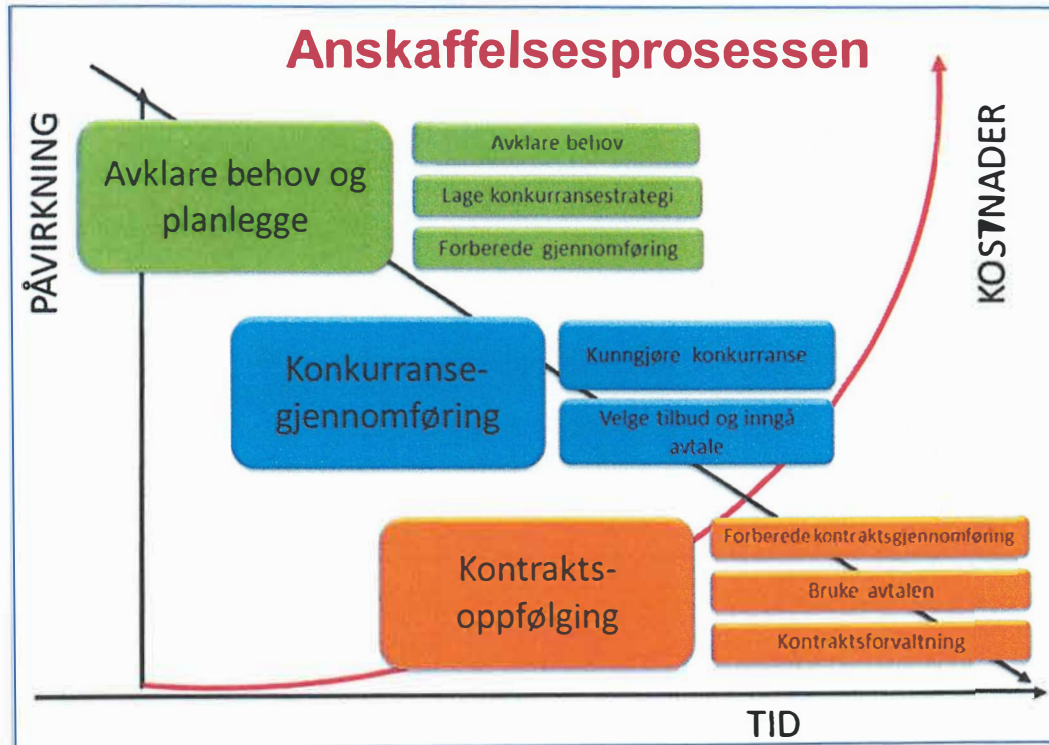 Anskaffelsesprosessen
PÅVIRKNING
KOSTNADER
Avklare behov og
planlegge
Avklare behov
Lage konkurransestrategi
Forberede gjennomføring
Konkurranse-
gjennomføring
Kunngjøre konkurranse
Velge tilbud og inngå
avtale
Kontrakts-
oppfølging
Forberede kontraktsgjennomføring
Bruke avtalen
Kontraktsforvaltning
TID